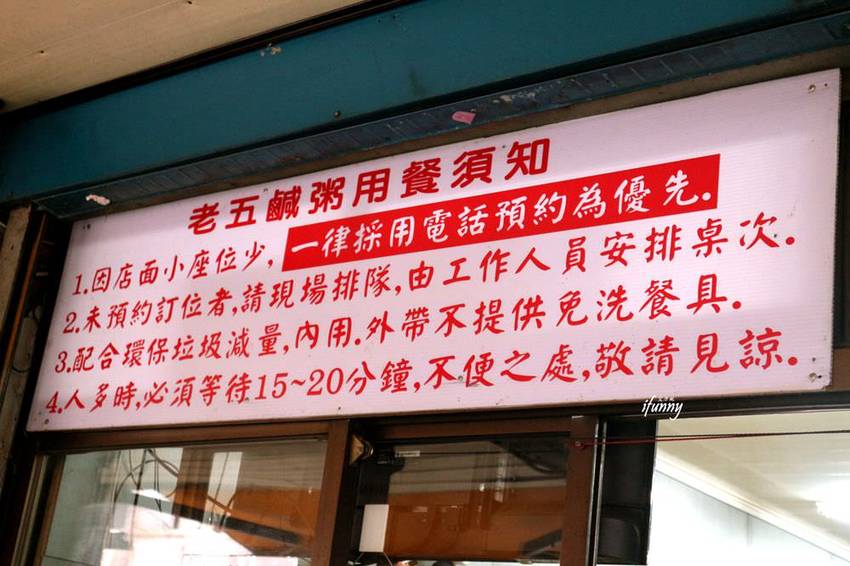 老五鹹粥用餐須知
1.因店面小座位少,一律採用電話預約為優先.
2.未預約訂位者,請現場排隊,由工作人員安排桌次.
3.配合環保垃圾減量,內用.外帶不提供免洗餐具.
4.人多時,必須等待15~20分鐘,不便之處,敬請見諒.
ifunny